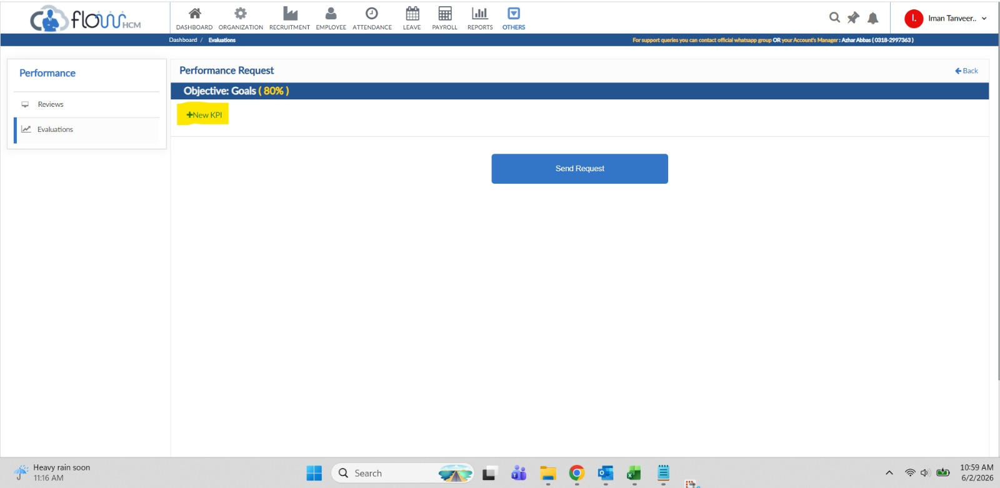 flowHCM
DASHBOARD ORGANIZATION RECRUITMENT EMPLOYEE ATTENDANCE LEAVE PAYROLL REPORTS OTHERS
I. Iman Tanveer..
Dashboard / Evaluations
For support queries you can contact official whatsapp group OR your Account's Manager : Azhar Abbas ( 0318-2997363 )
Performance
Reviews
Evaluations
Performance Request
Back
Objective: Goals ( 80% )
+New KPI
Send Request
Heavy rain soon
11:16 AM
Search
10:59 AM
6/2/2026